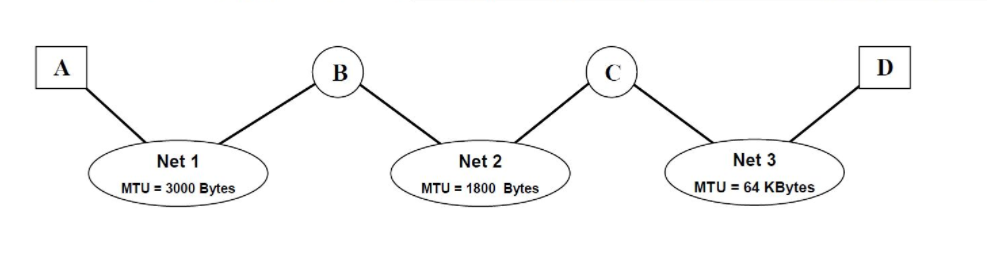 A
B
C
D
Net 1
MTU = 3000 Bytes
Net 2
MTU = 1800 Bytes
Net 3
MTU = 64 KBytes